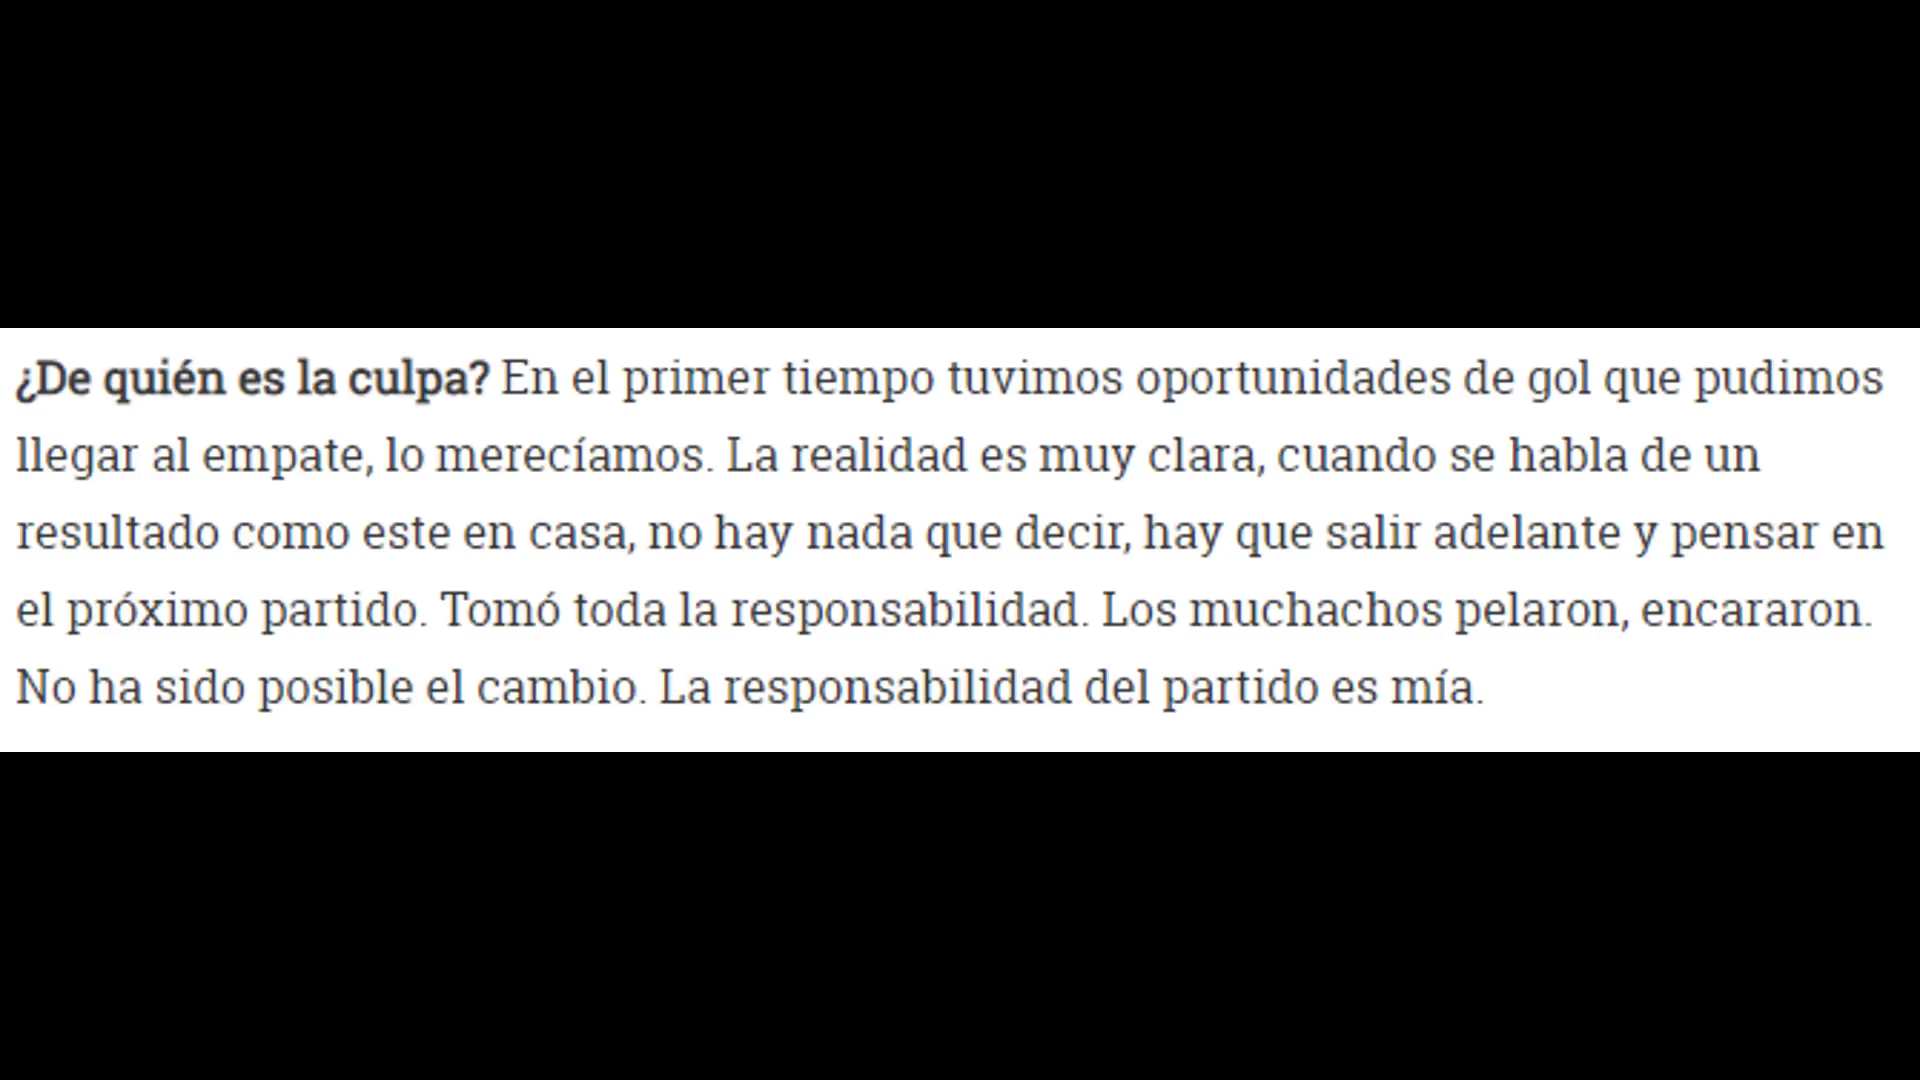 ¿De quién es la culpa? En el primer tiempo tuvimos oportunidades de gol que pudimos
llegar al empate, lo merecíamos. La realidad es muy clara, cuando se habla de un
resultado como este en casa, no hay nada que decir, hay que salir adelante y pensar en
el próximo partido. Tomó toda la responsabilidad. Los muchachos pelaron, encararon.
No ha sido posible el cambio. La responsabilidad del partido es mía.